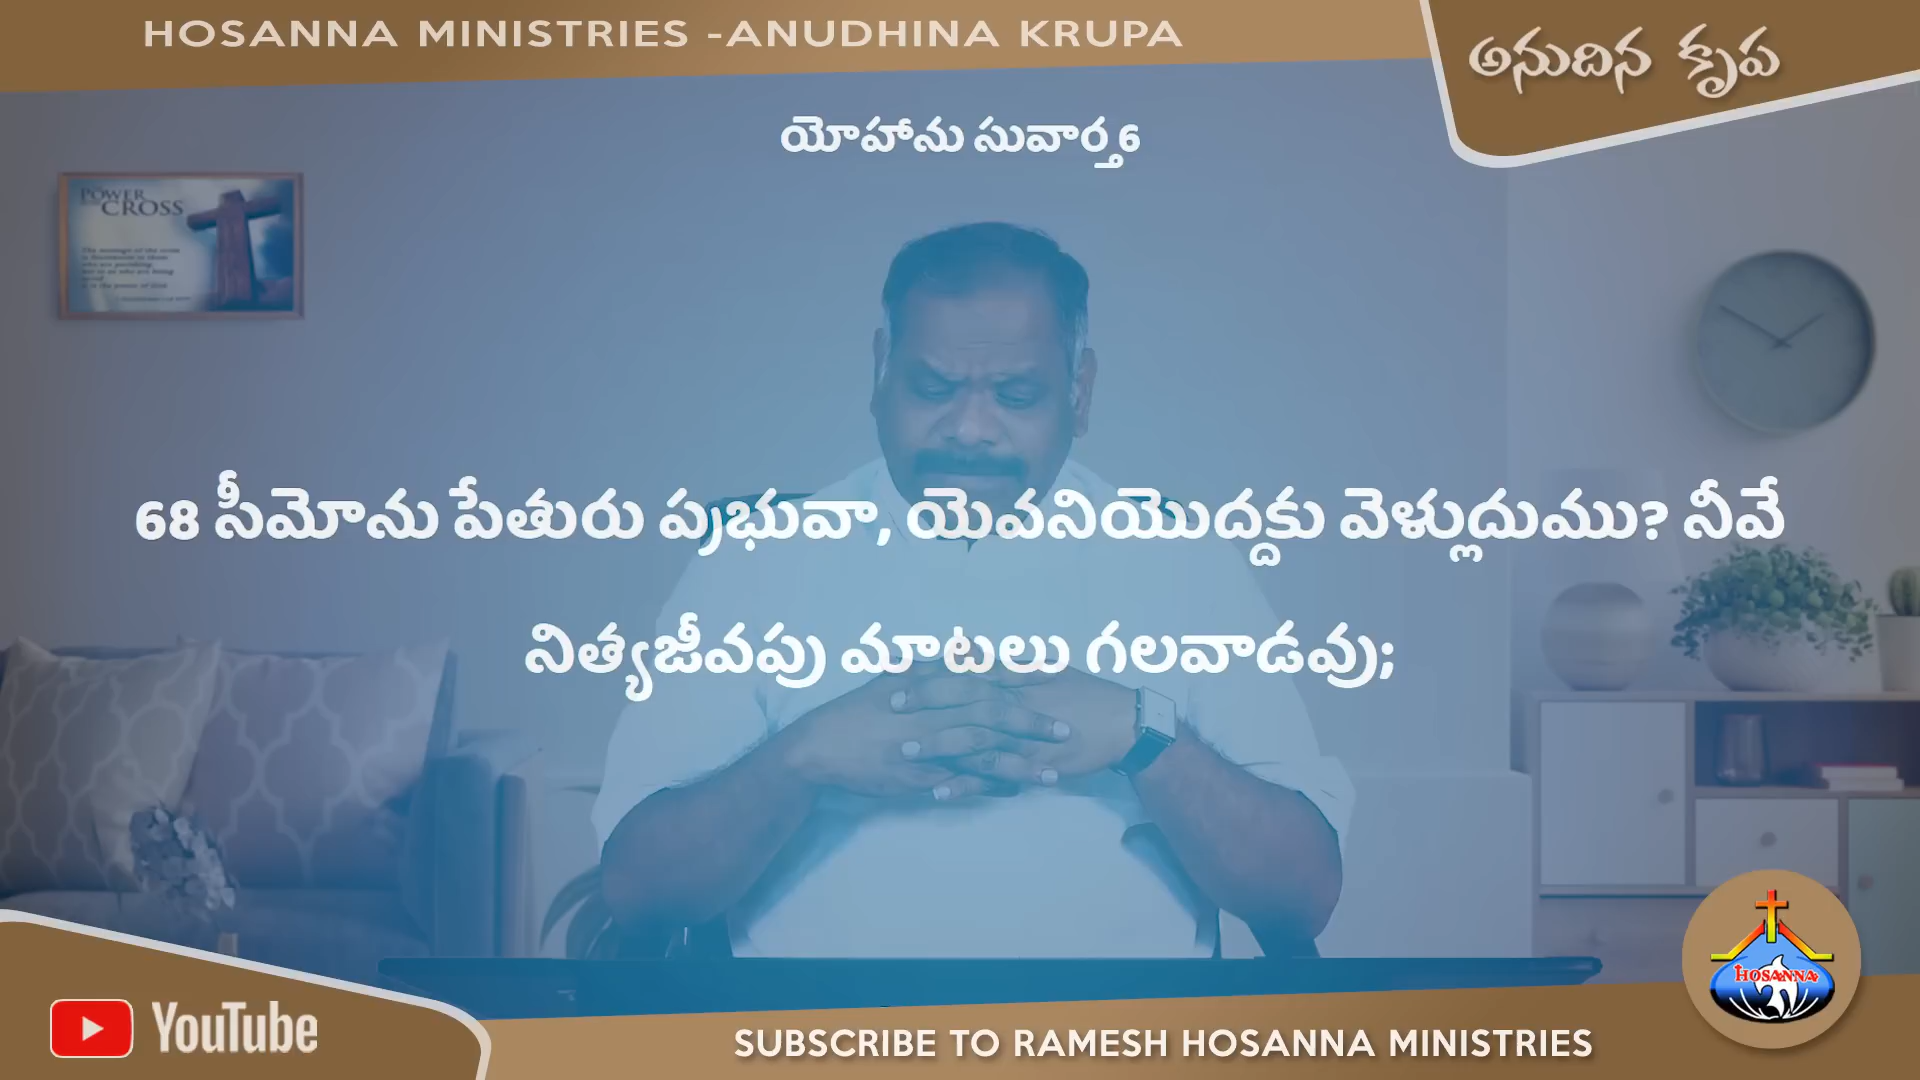 HOSANNA MINISTRIES -ANUDHINA KRUPA
అనుదిన కృప
యోహాను సువార్త 6
POWER
CROSS
68 సీమోను పేతురు ప్రభువా, యెవనియొద్దకు వెళ్లుదుము? నీవే
నిత్యజీవపు మాటలు గలవాడవు;
HOSANNA
YouTube
SUBSCRIBE TO RAMESH HOSANNA MINISTRIES